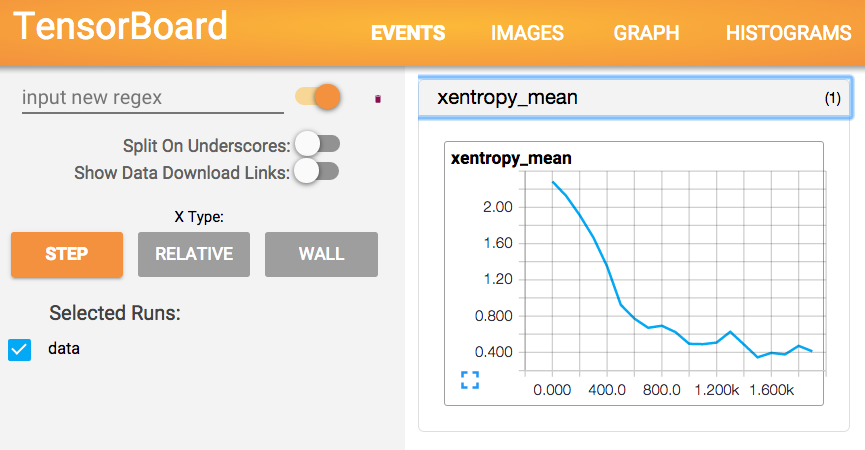 TensorBoard
EVENTS
IMAGES
GRAPH
HISTOGRAMS
input new regex
Split On Underscores:
Show Data Download Links:
X Type:
STEP
RELATIVE
WALL
Selected Runs:
data
xentropy_mean
(1)
xentropy_mean
2.00
1.60
1.20
0.800
0.400
0.000 400.0 800.0 1.200k 1.600k